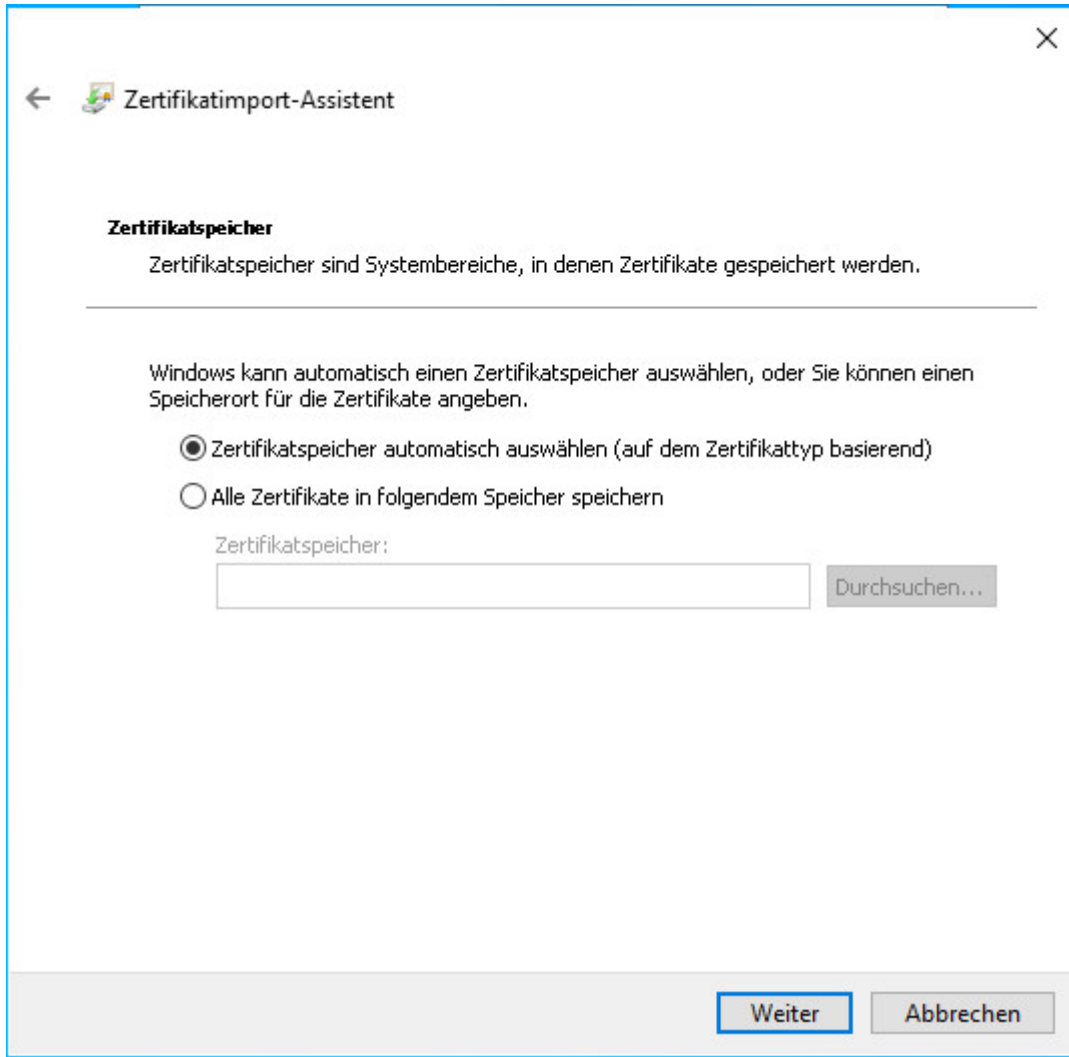 Zertifikatimport-Assistent
Zertifikatspeicher
Zertifikatspeicher sind Systembereiche, in denen Zertifikate gespeichert werden.
Windows kann automatisch einen Zertifikatspeicher auswählen, oder Sie können einen
Speicherort für die Zertifikate angeben.
Zertifikatspeicher automatisch auswählen (auf dem Zertifikattyp basierend)
Alle Zertifikate in folgendem Speicher speichern
Zertifikatspeicher:
Durchsuchen...
Weiter
Abbrechen